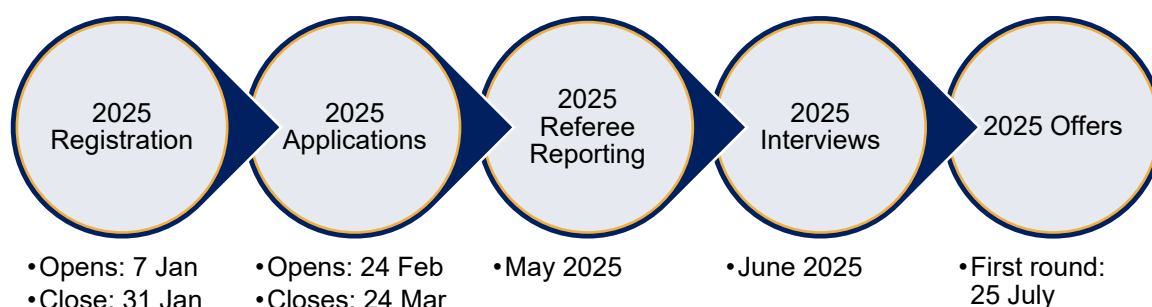 2025
Registration
2025
Applications
2025
Referee
Reporting
2025
Interviews
2025 Offers
•Opens: 7 Jan
•Close: 31 Jan
•Opens: 24 Feb
•Closes: 24 Mar
•May 2025
•June 2025
•First round:
25 July